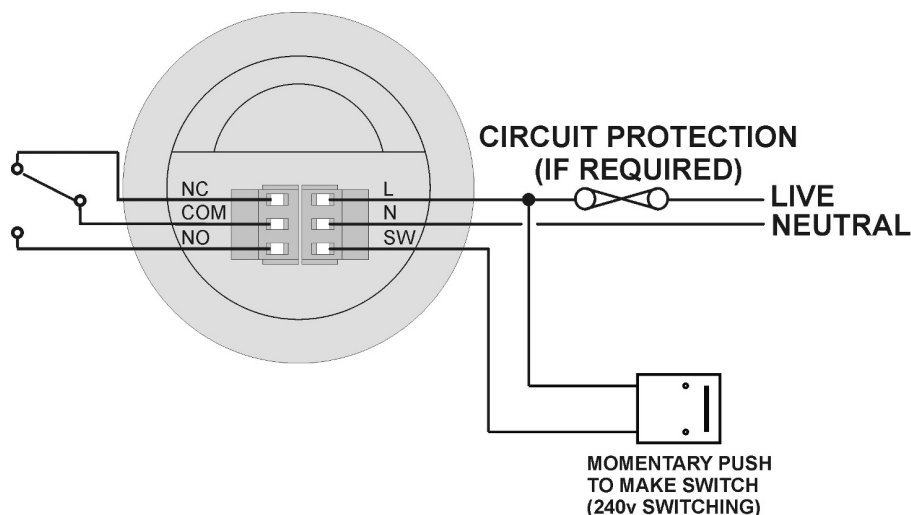 CIRCUIT PROTECTION
(IF REQUIRED)
NC
L
LIVE
COM
N
NEUTRAL
NO
SW
MOMENTARY PUSH
TO MAKE SWITCH
(240v SWITCHING)